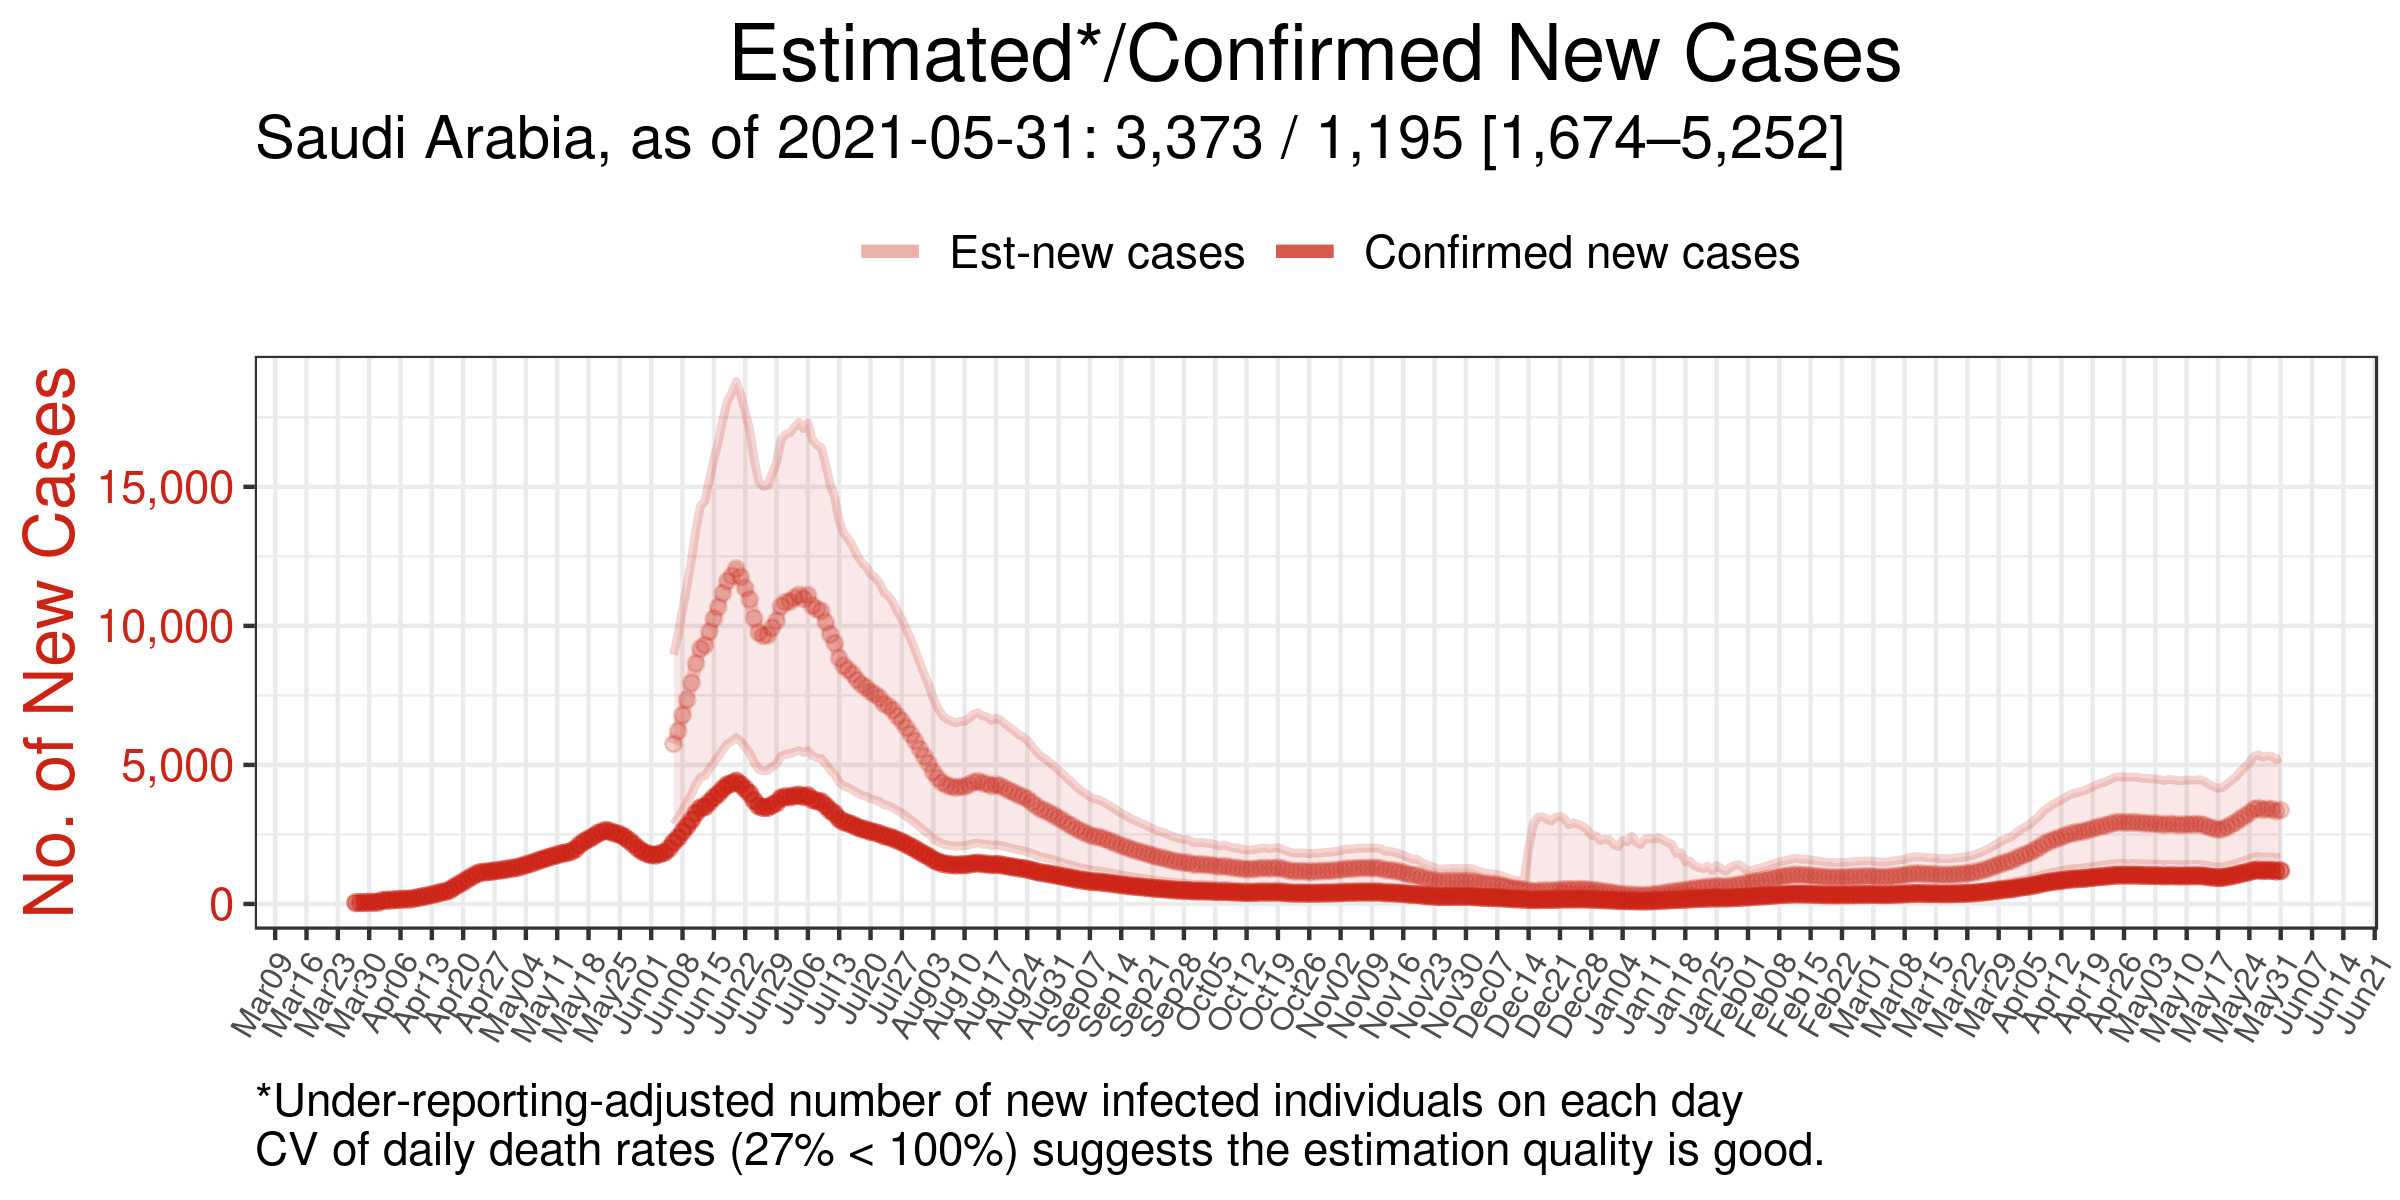 Estimated*/Confirmed New Cases
Saudi Arabia, as of 2021-05-31: 3,373 / 1,195 [1,674–5,252]
Est-new cases Confirmed new cases
No. of New Cases
15,000
10,000
5,000
0
Mar09 Mar16 Mar23 Mar30 Apr06 Apr13 Apr20 Apr27 May04 May11 May18 May25 Jun01 Jun08 Jun15 Jun22 Jun29 Jul06 Jul13 Jul20 Jul27 Aug03 Aug10 Aug17 Aug24 Aug31 Sep07 Sep14 Sep21 Sep28 Oct05 Oct12 Oct19 Oct26 Nov02 Nov09 Nov16 Nov23 Nov30 Dec07 Dec14 Dec21 Dec28 Jan04 Jan11 Jan18 Jan25 Feb01 Feb08 Feb15 Feb22 Mar01 Mar08 Mar15 Mar22 Mar29 Apr05 Apr12 Apr19 Apr26 May03 May10 May17 May24 May31 Jun07 Jun14 Jun21
*Under-reporting-adjusted number of new infected individuals on each day
CV of daily death rates (27% < 100%) suggests the estimation quality is good.